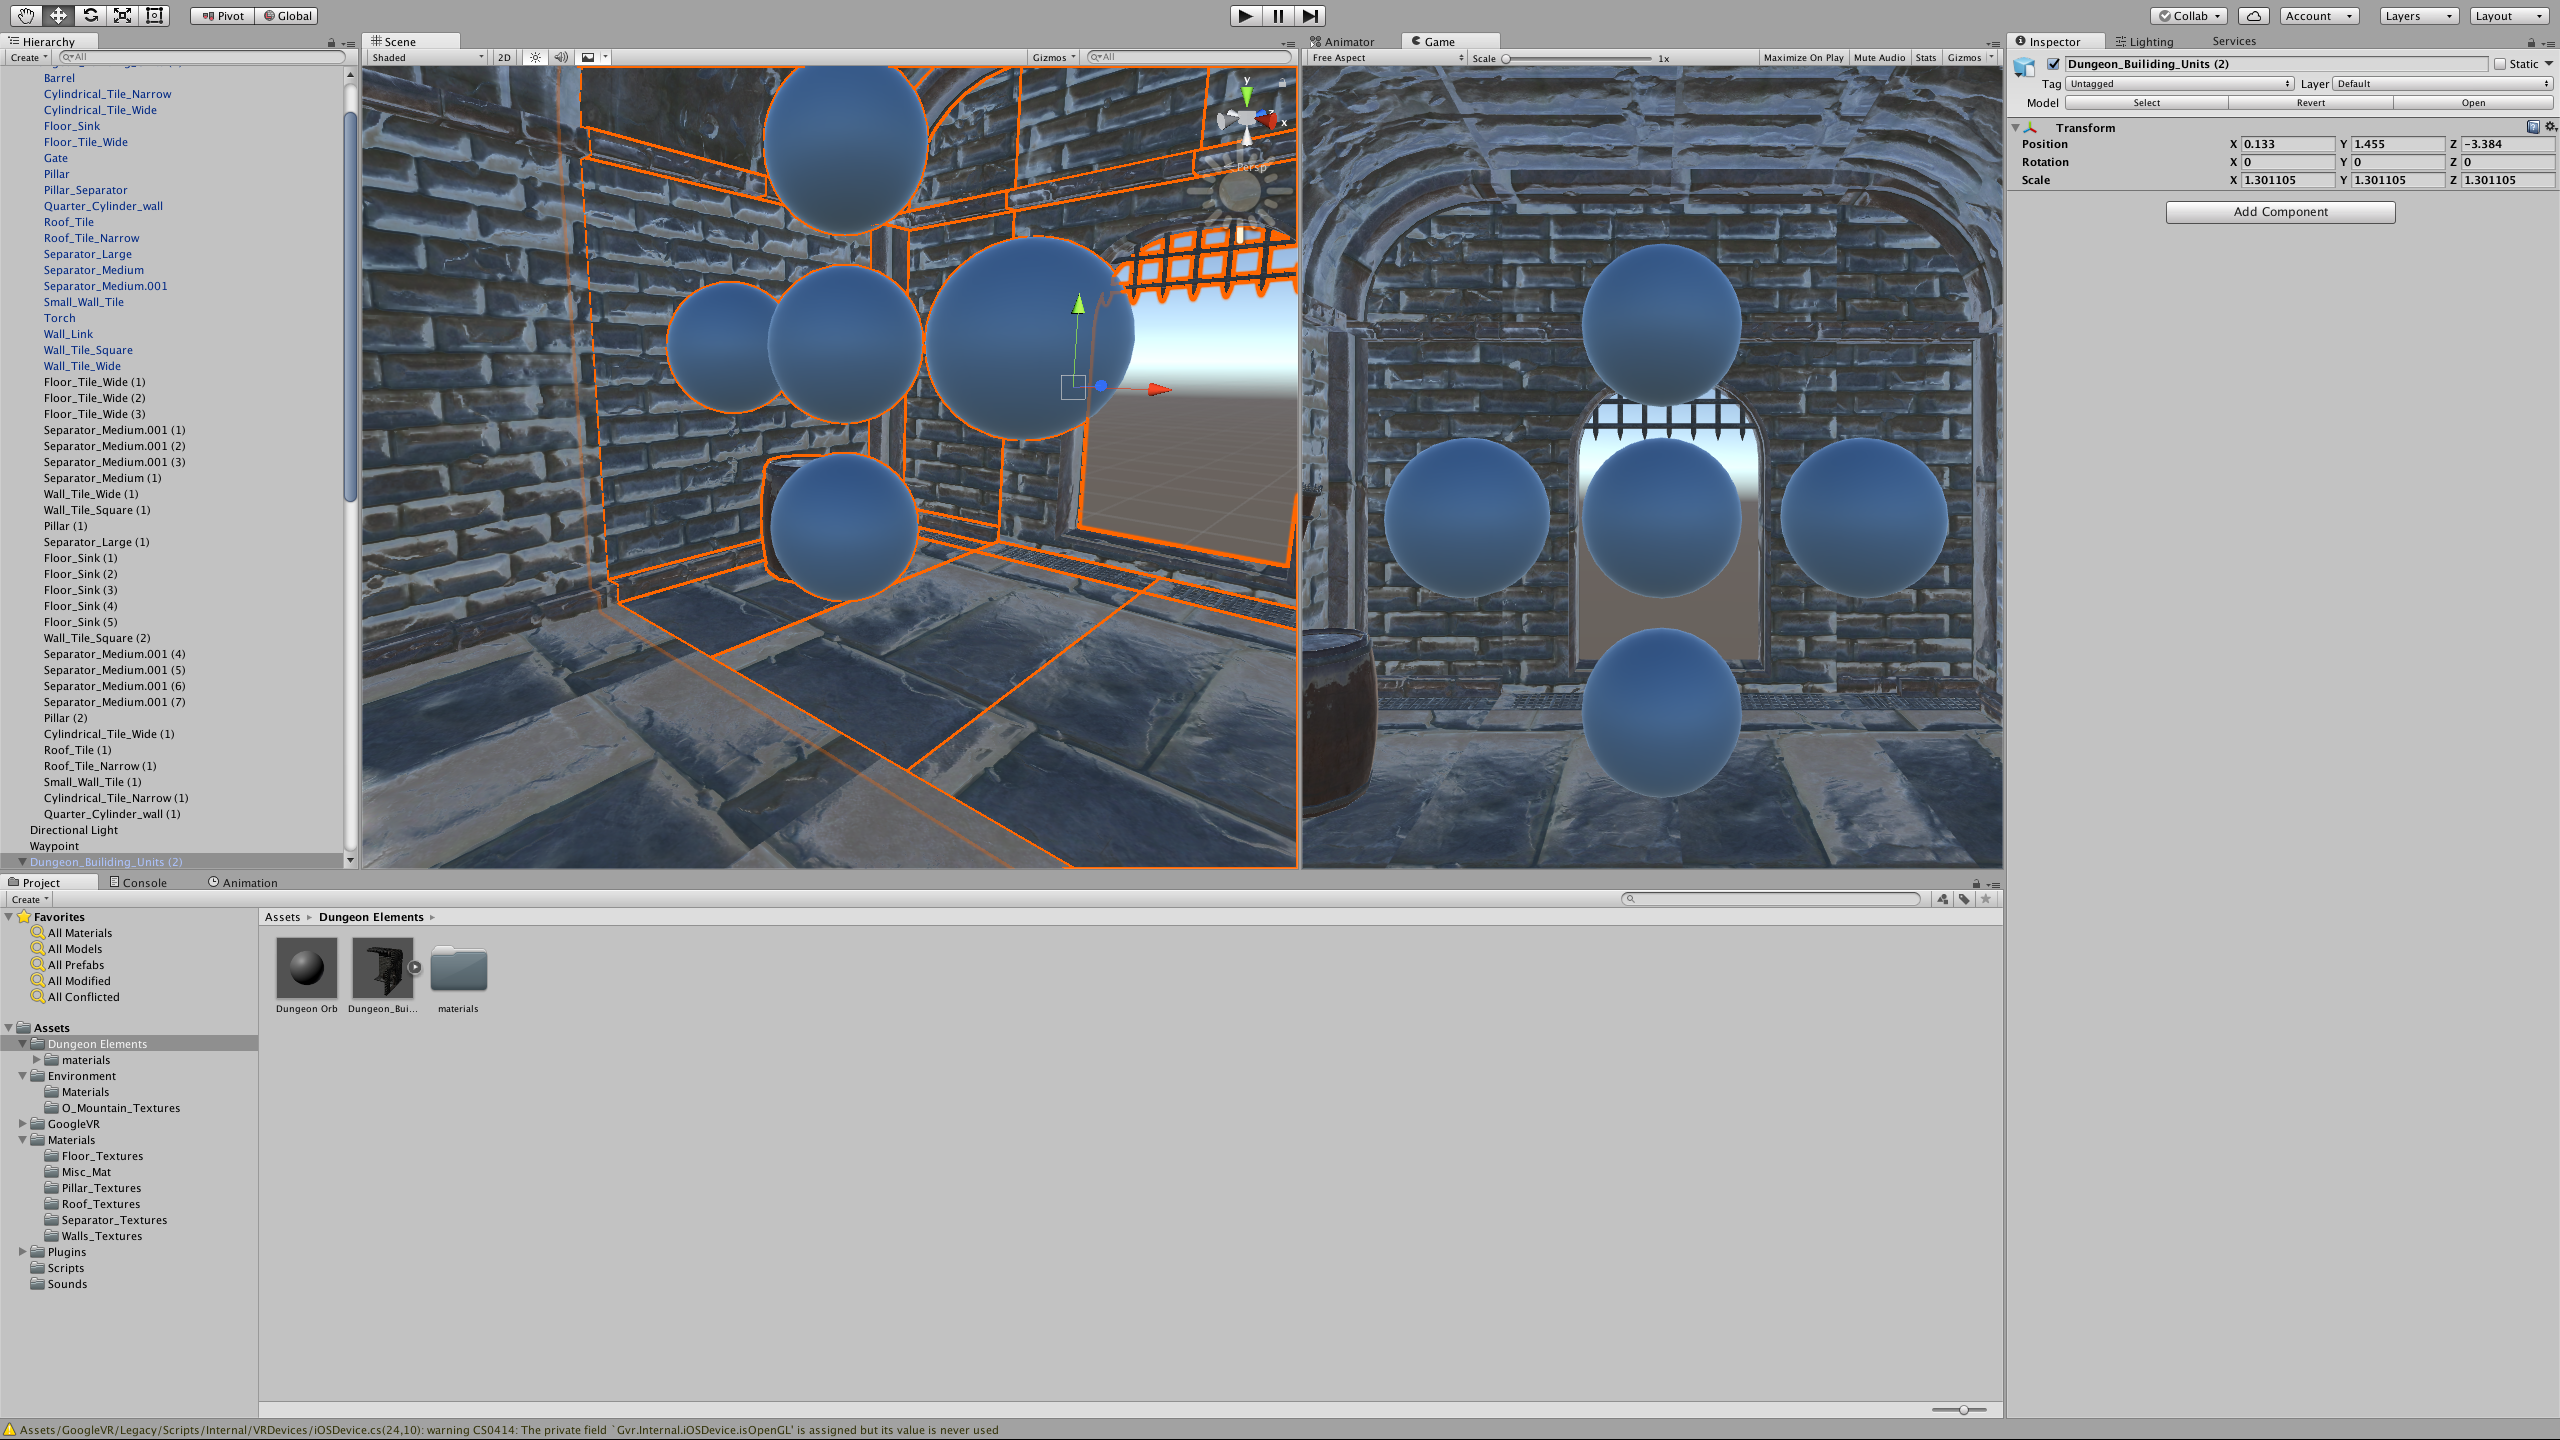 Pivot Global Collab Account Layers Layout
Hierarchy
Create All
Barrel
Cylindrical_Tile_Narrow
Cylindrical_Tile_Wide
Floor_Sink
Floor_Tile_Wide
Gate
Pillar
Pillar_Separator
Quarter_Cylinder_wall
Roof_Tile
Roof_Tile_Narrow
Separator_Large
Separator_Medium
Separator_Medium.001
Small_Wall_Tile
Torch
Wall_Link
Wall_Tile_Square
Wall_Tile_Wide
Floor_Tile_Wide (1)
Floor_Tile_Wide (2)
Floor_Tile_Wide (3)
Separator_Medium.001 (1)
Separator_Medium.001 (2)
Separator_Medium.001 (3)
Separator_Medium (1)
Wall_Tile_Wide (1)
Wall_Tile_Square (1)
Pillar (1)
Separator_Large (1)
Floor_Sink (1)
Floor_Sink (2)
Floor_Sink (3)
Floor_Sink (4)
Floor_Sink (5)
Wall_Tile_Square (2)
Separator_Medium.001 (4)
Separator_Medium.001 (5)
Separator_Medium.001 (6)
Separator_Medium.001 (7)
Pillar (2)
Cylindrical_Tile_Wide (1)
Roof_Tile (1)
Roof_Tile_Narrow (1)
Small_Wall_Tile (1)
Cylindrical_Tile_Narrow (1)
Quarter_Cylinder_wall (1)
Directional Light
Waypoint
Dungeon_Builiding_Units (2)
Scene
Shaded 2D Gizmos All
y
x
Persp
Animator Game
Free Aspect Scale 1x Maximize On Play Mute Audio Stats Gizmos
Inspector Lighting Services
Dungeon_Builiding_Units (2) Static
Tag Untagged Layer Default
Model Select Revert Open
Transform
Position X 0.133 Y 1.455 Z -3.384
Rotation X 0 Y 0 Z 0
Scale X 1.301105 Y 1.301105 Z 1.301105
Add Component
Project Console Animation
Create
Favorites
All Materials
All Models
All Prefabs
All Modified
All Conflicted
Assets
Dungeon Elements
materials
Environment
Materials
O_Mountain_Textures
GoogleVR
Materials
Floor_Textures
Misc_Mat
Pillar_Textures
Roof_Textures
Separator_Textures
Walls_Textures
Plugins
Scripts
Sounds
Assets Dungeon Elements
Dungeon Orb Dungeon_Bui... materials
Assets/GoogleVR/Legacy/Scripts/Internal/VRDevices/iOSDevice.cs(24,10): warning CS0414: The private field `Gvr.Internal.iOSDevice.isOpenGL' is assigned but its value is never used